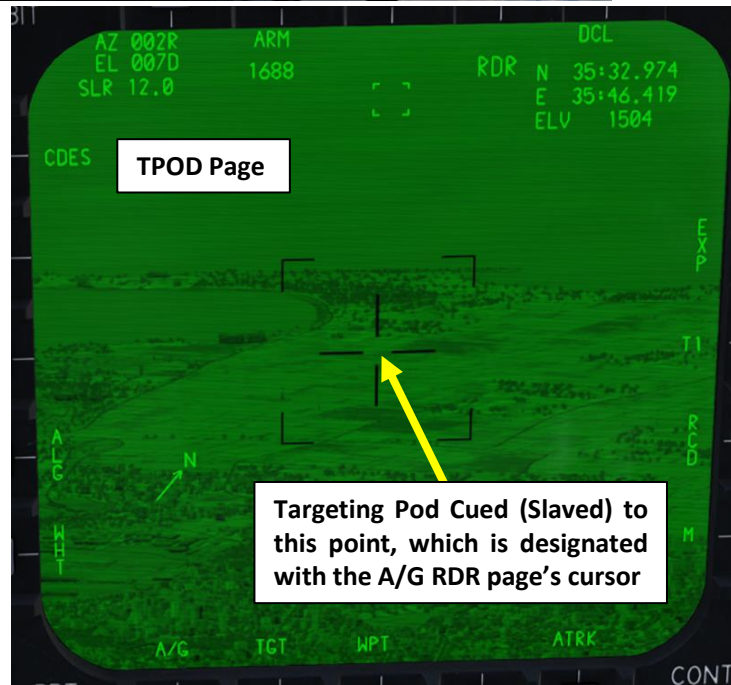 BIT
AZ 002R ARM DCL
EL 007D 1688 RDR N 35:32.974
SLR 12.0 E 35:46.419
ELV 1504
CDES
TPOD Page
EXP
TI
RCD
ALG
N
WHT
M
Targeting Pod Cued (Slaved) to
this point, which is designated
with the A/G RDR page's cursor
A/G TGT WPT ATRK
CONT